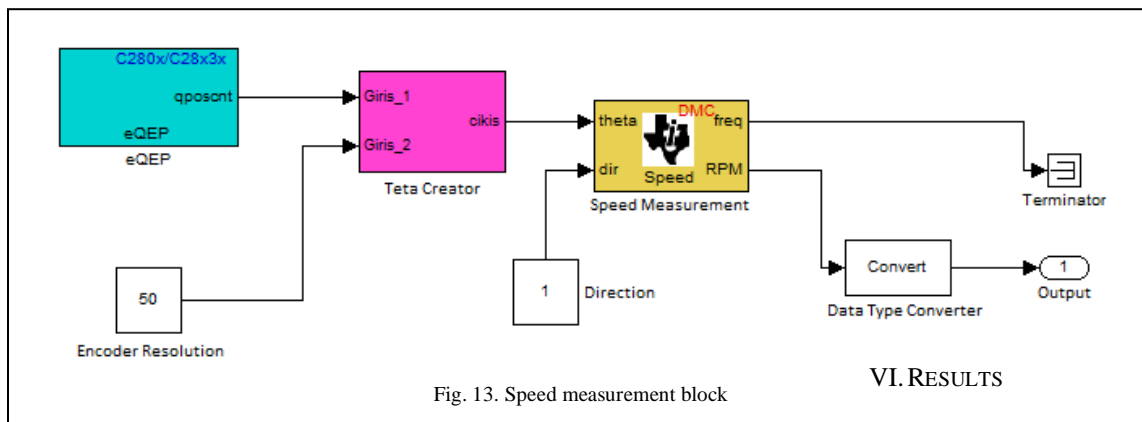 C280x/C28x3x
qposcnt
eQEP
eQEP
Giris_1
Giris_2
cikis
Teta Creator
DMC
theta
freq
dir
RPM
Speed
Speed Measurement
Terminator
50
Encoder Resolution
1
Direction
Convert
Data Type Converter
1
Output
Fig. 13. Speed measurement block
VI. RESULTS